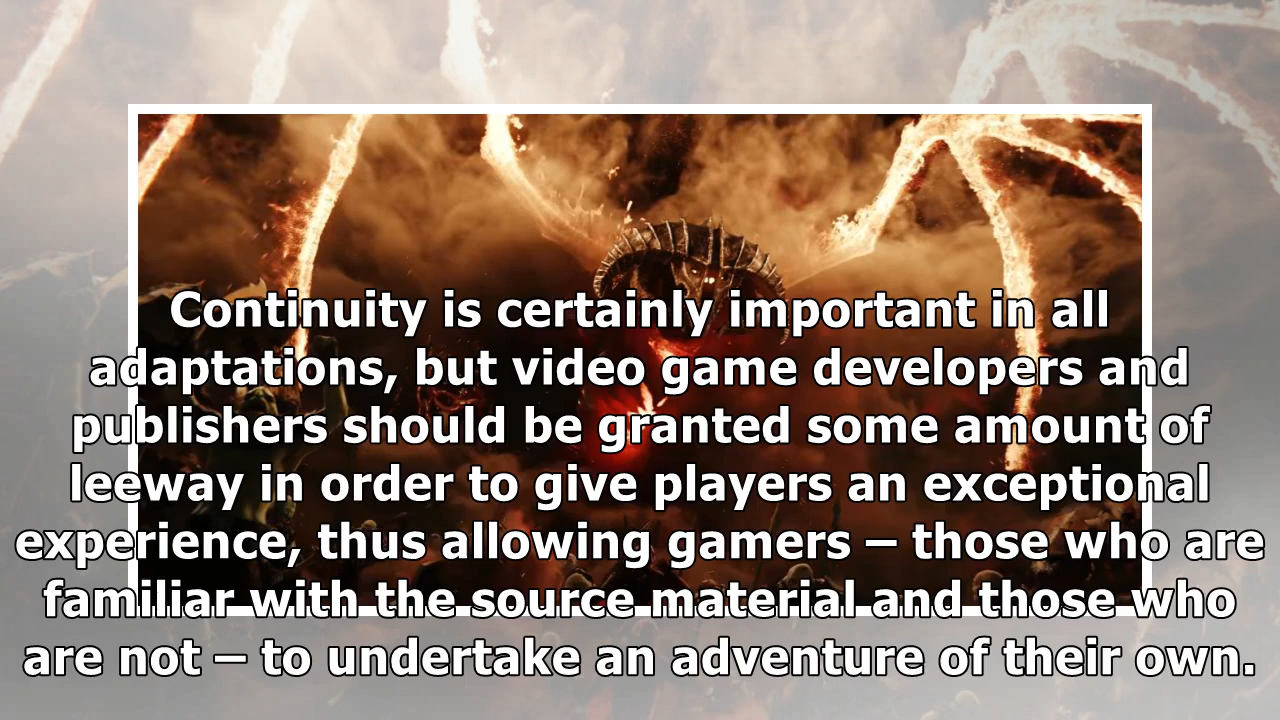 Continuity is certainly important in all
adaptations, but video game developers and
publishers should be granted some amount of
leeway in order to give players an exceptional
experience, thus allowing gamers – those who are
familiar with the source material and those who
are not – to undertake an adventure of their own.